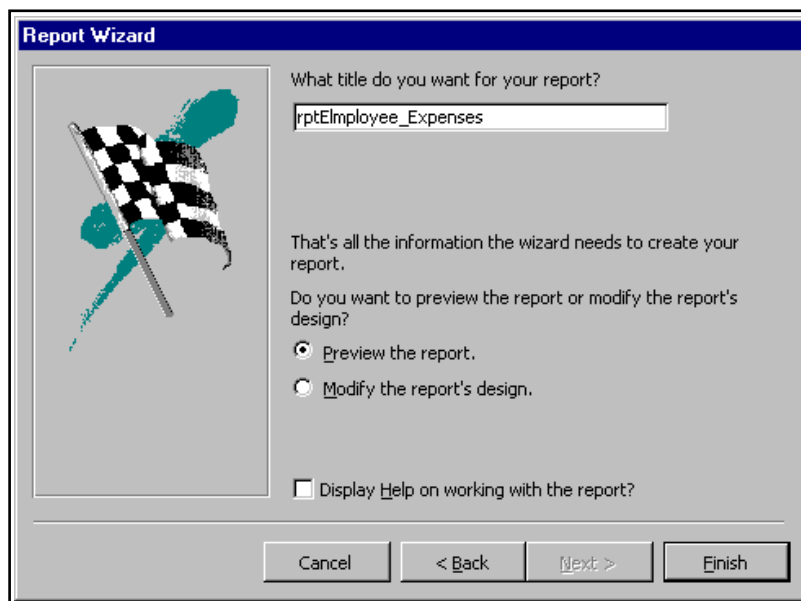 Report Wizard
What title do you want for your report?
rptElmployee_Expenses
That's all the information the wizard needs to create your
report.
Do you want to preview the report or modify the report's
design?
Preview the report.
Modify the report's design.
Display Help on working with the report?
Cancel
< Back
Next >
Finish